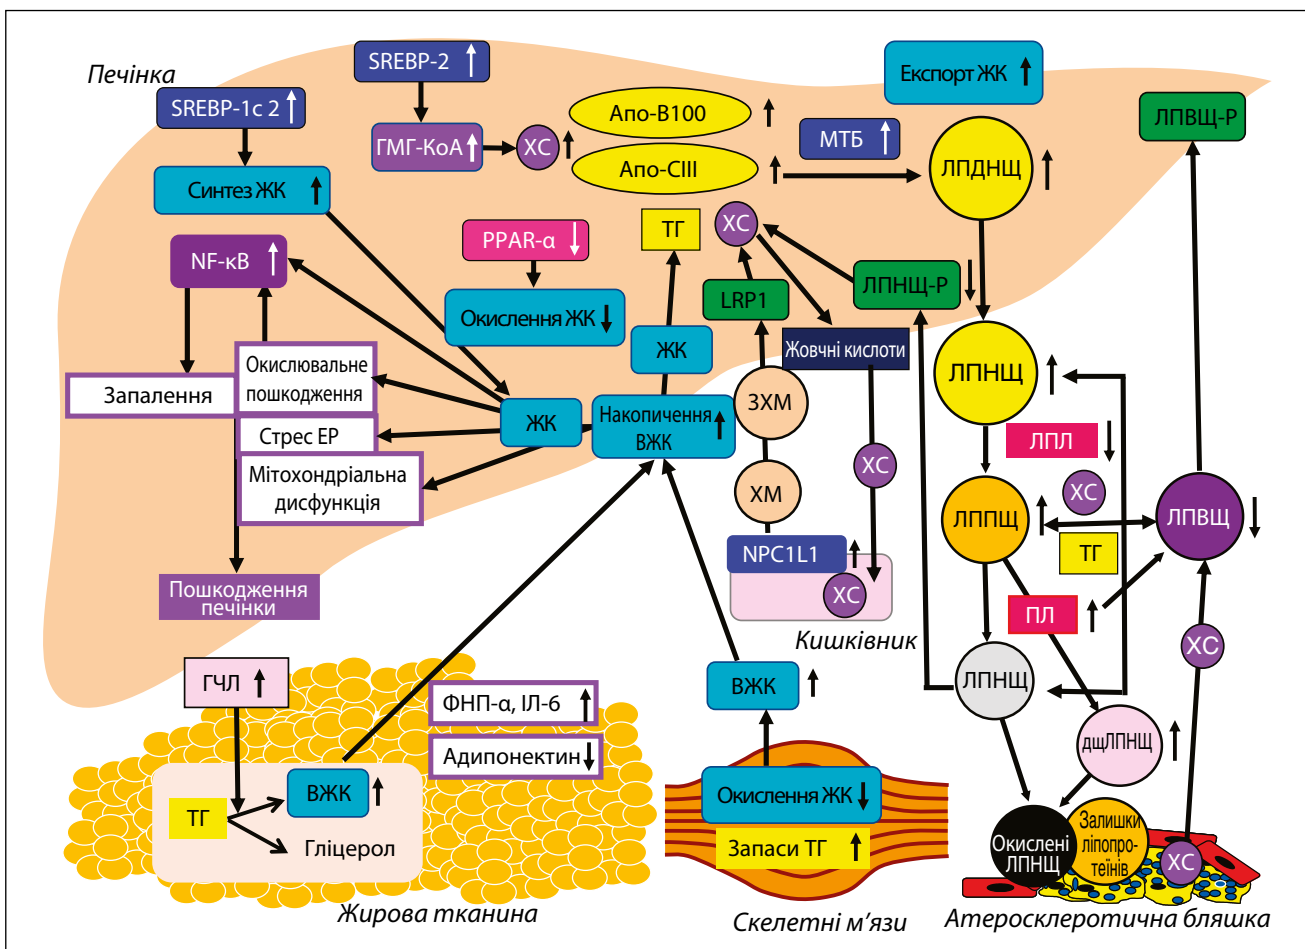 Печінка
SREBP-2
Експорт ЖК
SREBP-1c 2
Апо-B100
ЛПВЩ-Р
ГМГ-КоА
ХС
МТБ
Апо-СІІІ
ЛПДНЩ
Синтез ЖК
ТГ
ХС
PPAR-α
NF-κB
LRP1
ЛПНЩ-Р
Окислення ЖК
ЖК
Жовчні кислоти
Окислювальне
пошкодження
ЛПНЩ
Запалення
ЗХМ
ЖК
Накопичення
ВЖК
Стрес ЕР
ЛПЛ
ХС
Мітохондріальна
дисфункція
ХМ
ХС
ЛППЩ
ЛПВЩ
NPC1L1
ТГ
ХС
Пошкодження
печінки
ПЛ
Кишківник
ХС
ГЧЛ
ФНП-α, ІЛ-6
ВЖК
ЛПНЩ
Адипонектин
дщЛПНЩ
ВЖК
Окислення ЖК
ТГ
Гліцерол
Запаси ТГ
Окислені
ЛПНЩ
Залишки
ліпопро-
теїнів
ХС
Жирова тканина
Скелетні м’язи
Атеросклеротична бляшка